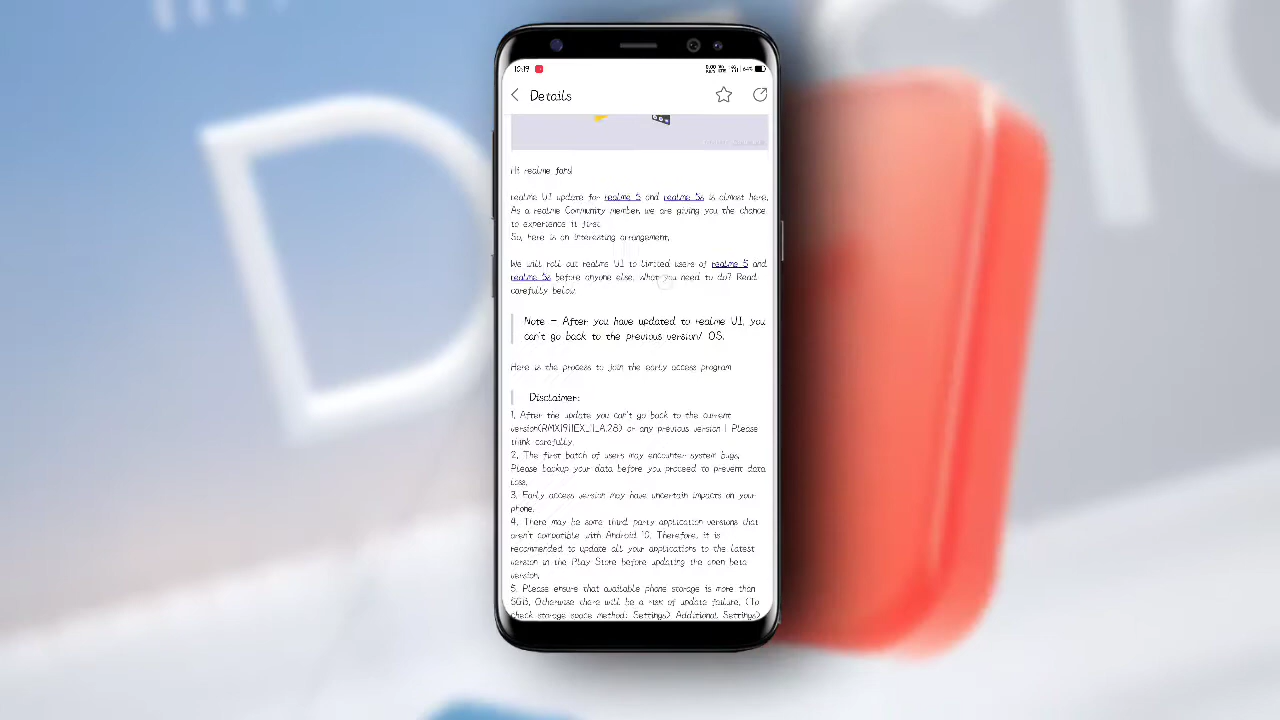 10:19
64%
Details
Hi realme fans!
realme UI update for realme 5 and realme 5s is almost here,
As a realme Community member, we are giving you the chance
to experience it first.
So, here is an interesting arrangement,
We will roll out realme UI to limited users of realme 5 and
realme 5s before anyone else, What you need to do? Read
carefully below.
Note - After you have updated to realme UI, you
can't go back to the previous version/ OS.
Here is the process to join the early access program
Disclaimer:
1. After the update you can't go back to the current
version(RMX1911EX_11_A.26) or any previous version ! Please
think carefully,
2. The first batch of users may encounter system bugs,
Please backup your data before you proceed to prevent data
loss,
3. Early access version may have uncertain impacts on your
phone,
4. There may be some third party application versions that
aren't compatible with Android 10. Therefore, it is
recommended to update all your applications to the latest
version in the Play Store before updating the open beta
version,
5. Please ensure that available phone storage is more than
5GB, Otherwise there will be a risk of update failure, (To
check storage space method: Settings> Additional Settings>